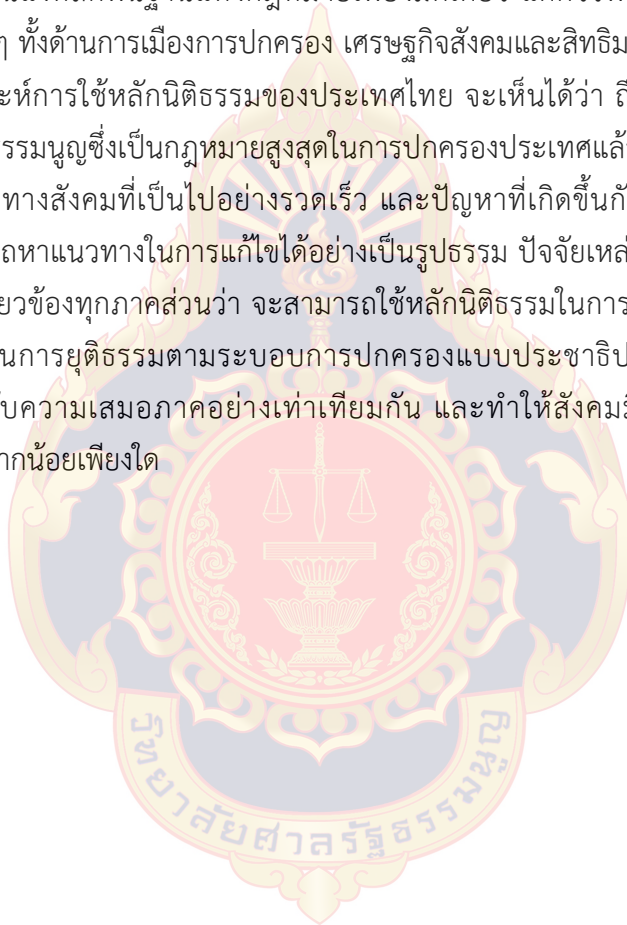 ๆ ทั้งด้านการเมืองการปกครอง เศรษฐกิจสังคมและสิทธิม
ะห์การใช้หลักนิติธรรมของประเทศไทย จะเห็นได้ว่า ถึ
ธรรมนูญซึ่งเป็นกฎหมายสูงสุดในการปกครองประเทศแล้
ทางสังคมที่เป็นไปอย่างรวดเร็ว และปัญหาที่เกิดขึ้นกั
ถหาแนวทางในการแก้ไขได้อย่างเป็นรูปธรรม ปัจจัยเหล่
ยวข้องทุกภาคส่วนว่า จะสามารถใช้หลักนิติธรรมในการ
นการยุติธรรมตามระบอบการปกครองแบบประชาธิป
ับความเสมอภาคอย่างเท่าเทียมกัน และทำให้สังคมมี
ากน้อยเพียงใด
วิทยาลัยศาลรัฐธรรมนูญ